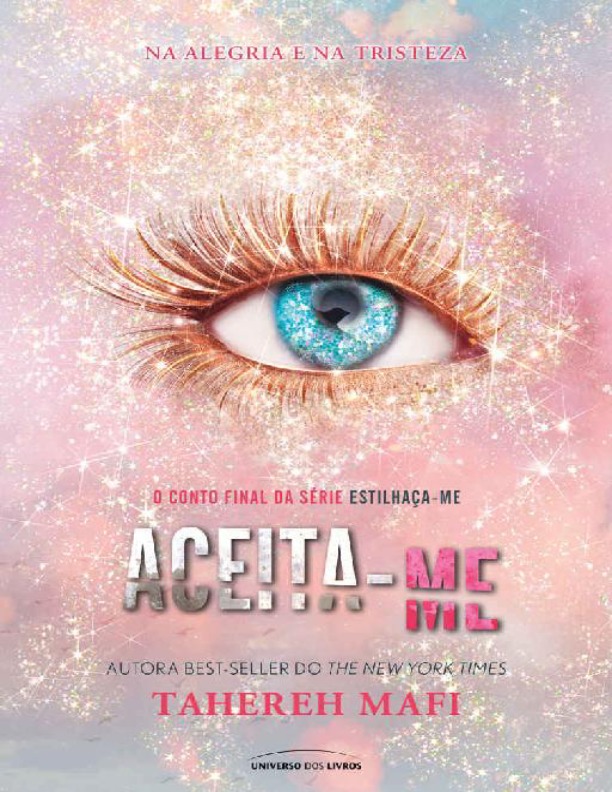 NA ALEGRIA E NA TRISTEZA
O CONTO FINAL DA SÉRIE ESTILHAÇA-ME
ACEITA-ME
AUTORA BEST-SELLER DO THE NEW YORK TIMES
TAHEREH MAFI
UNIVERSO DOS LIVROS